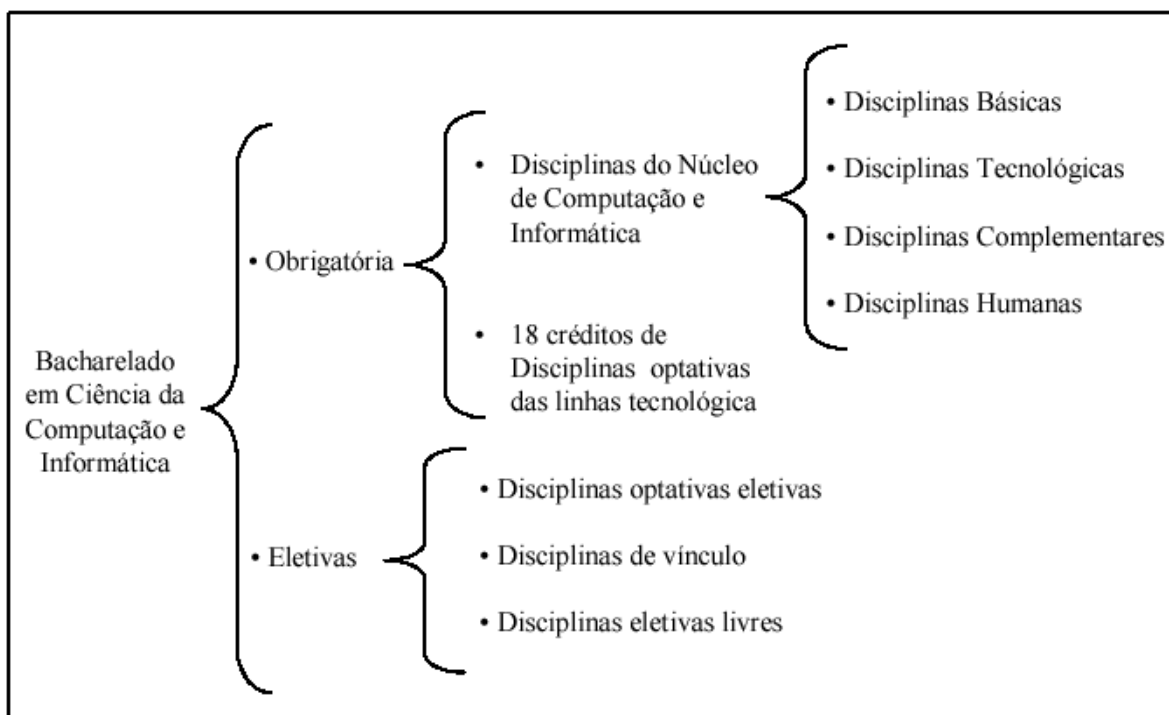 Bacharelado
em Ciência da
Computação e
Informática
• Obrigatória
• Disciplinas do Núcleo
de Computação e
Informática
• Disciplinas Básicas
• Disciplinas Tecnológicas
• Disciplinas Complementares
• Disciplinas Humanas
• 18 créditos de
Disciplinas optativas
das linhas tecnológica
• Eletivas
• Disciplinas optativas eletivas
• Disciplinas de vínculo
• Disciplinas eletivas livres